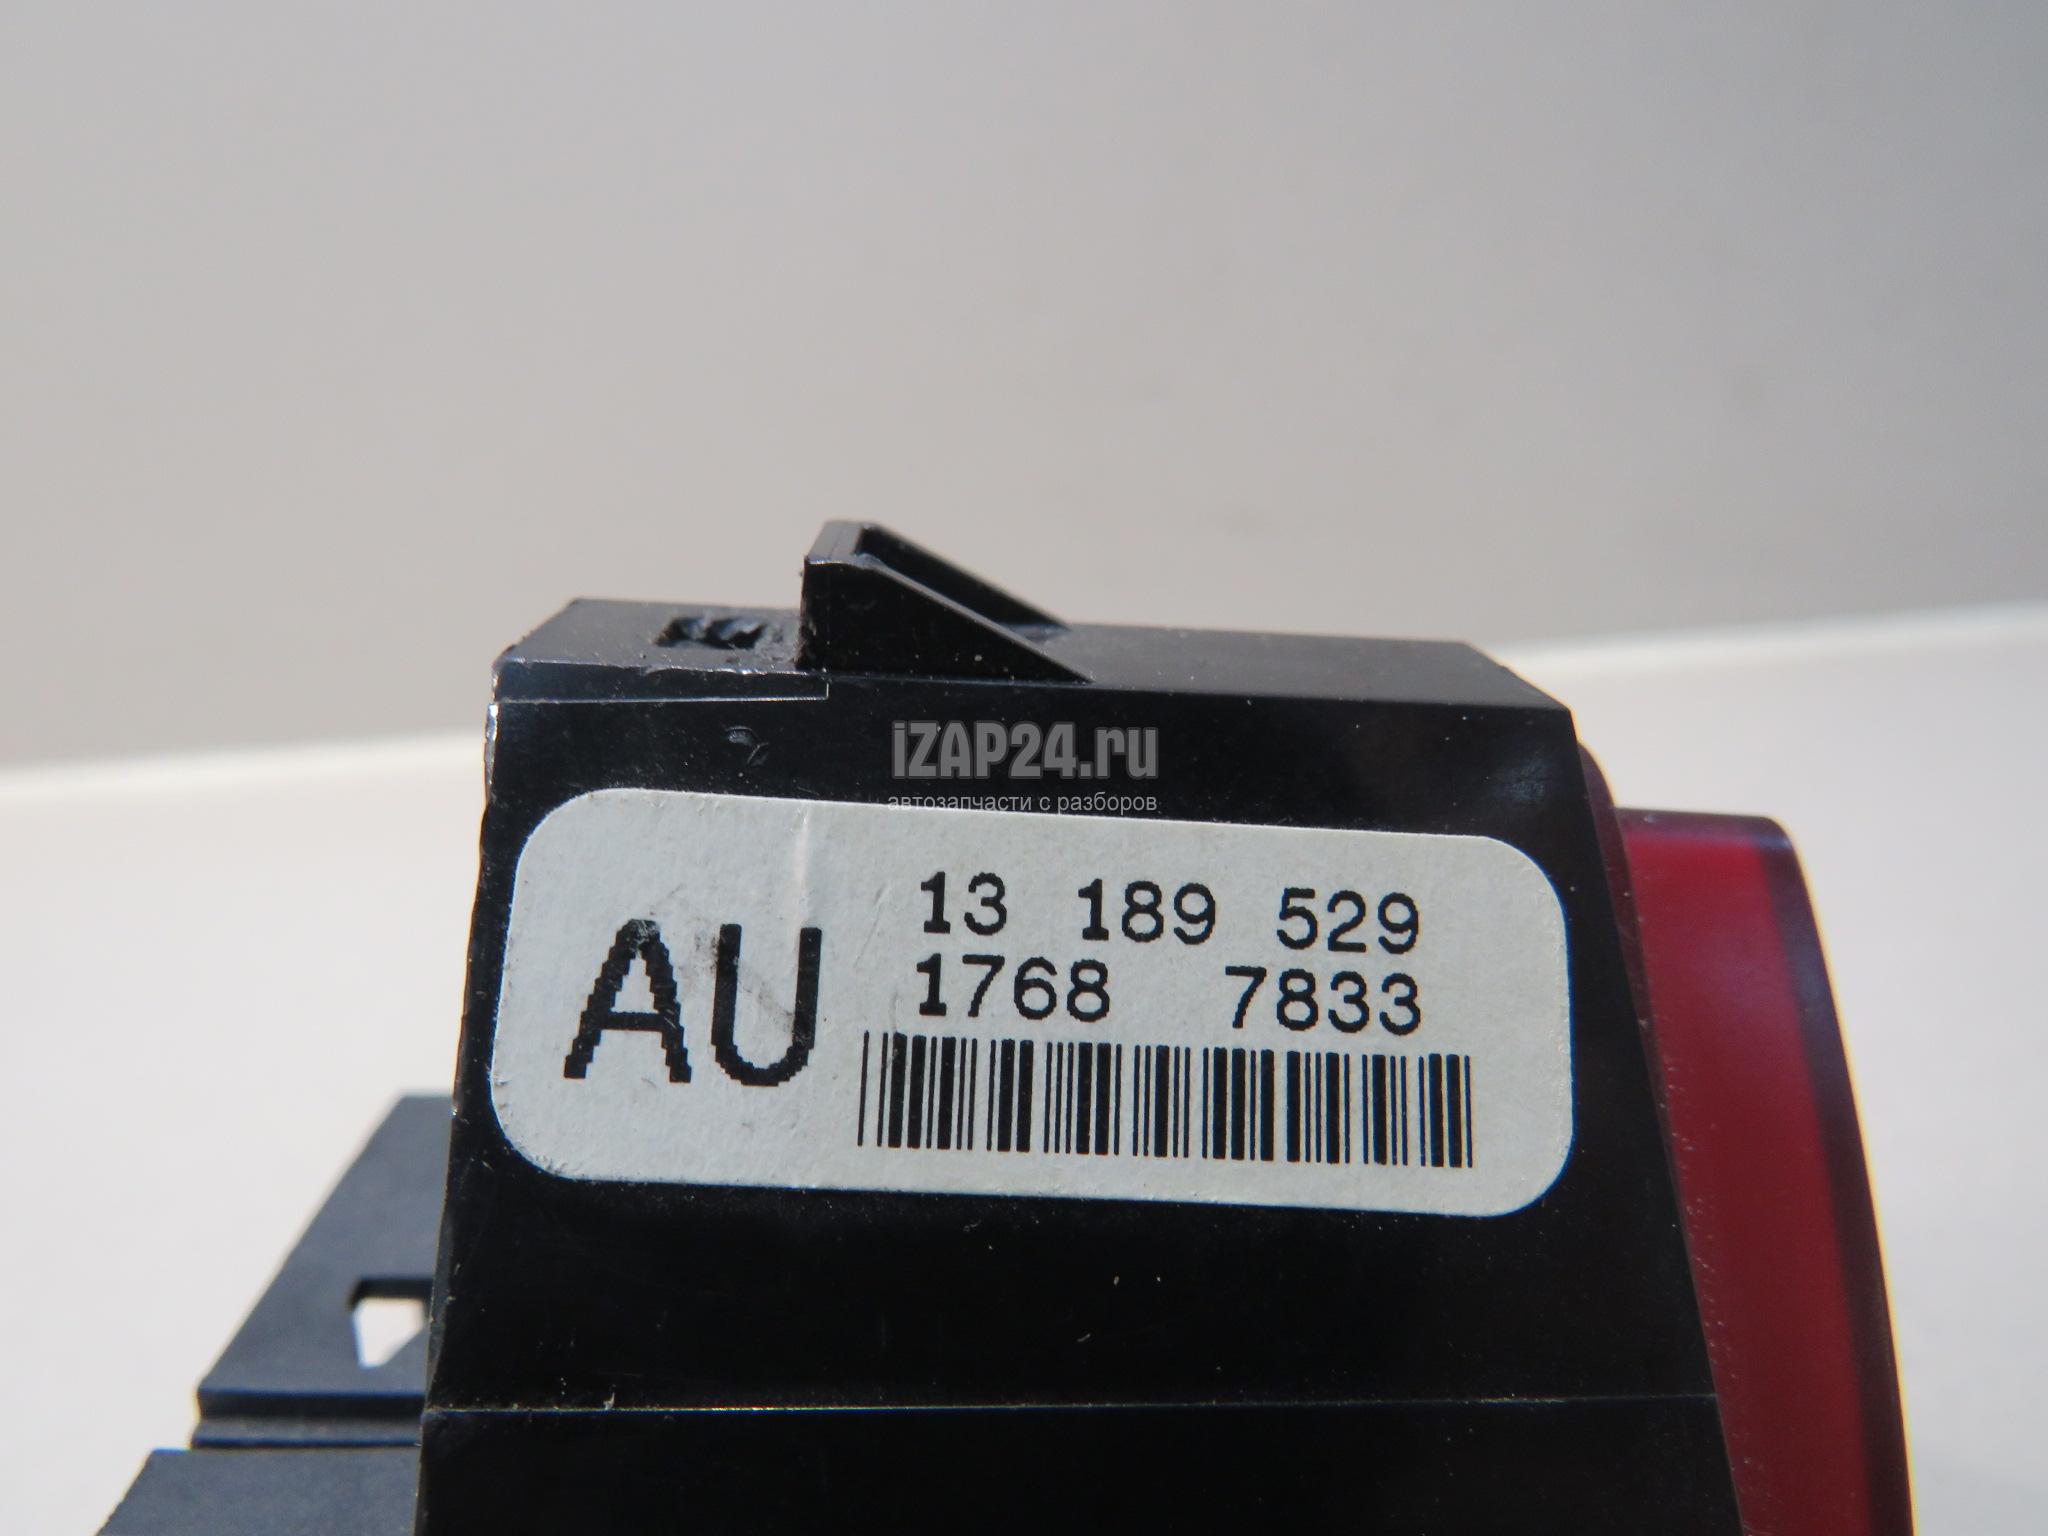 iZAP24.ru
автозапчасти с разборов
AU
13 189 529
1768 7833